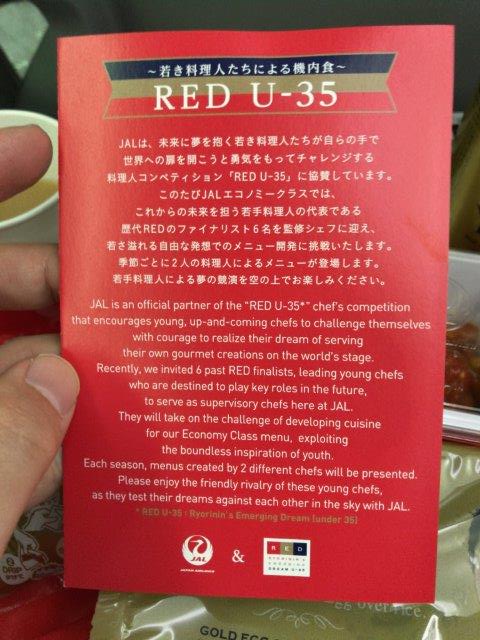 ～若き料理人たちによる機内食～
RED U-35
JALは、未来に夢を抱く若き料理人たちが自らの手で
世界への扉を開こうと勇気をもってチャレンジする
料理人コンペティション「RED U-35」に協賛しています。
このたびJALエコノミークラスでは、
これからの未来を担う若手料理人の代表である
歴代REDのファイナリスト6名を監修シェフに迎え、
若さ溢れる自由な発想でのメニュー開発に挑戦いたします。
季節ごとに2人の料理人によるメニューが登場します。
若手料理人による夢の競演を空の上でお楽しみください。
JAL is an official partner of the "RED U-35*" chef's competition
that encourages young, up-and-coming chefs to challenge themselves
with courage to realize their dream of serving
their own gourmet creations on the world's stage.
Recently, we invited 6 past RED finalists, leading young chefs
who are destined to play key roles in the future,
to serve as supervisory chefs here at JAL.
They will take on the challenge of developing cuisine
for our Economy Class menu, exploiting
the boundless inspiration of youth.
Each season, menus created by 2 different chefs will be presented.
Please enjoy the friendly rivalry of these young chefs,
as they test their dreams against each other in the sky with JAL.
* RED U-35 : Ryorinin's Emerging Dream (under 35)
JAL
JAPAN AIRLINES
&
RED
RYORININ'S
EMERGING
DREAM U-35
DRIP
GOLD EGG